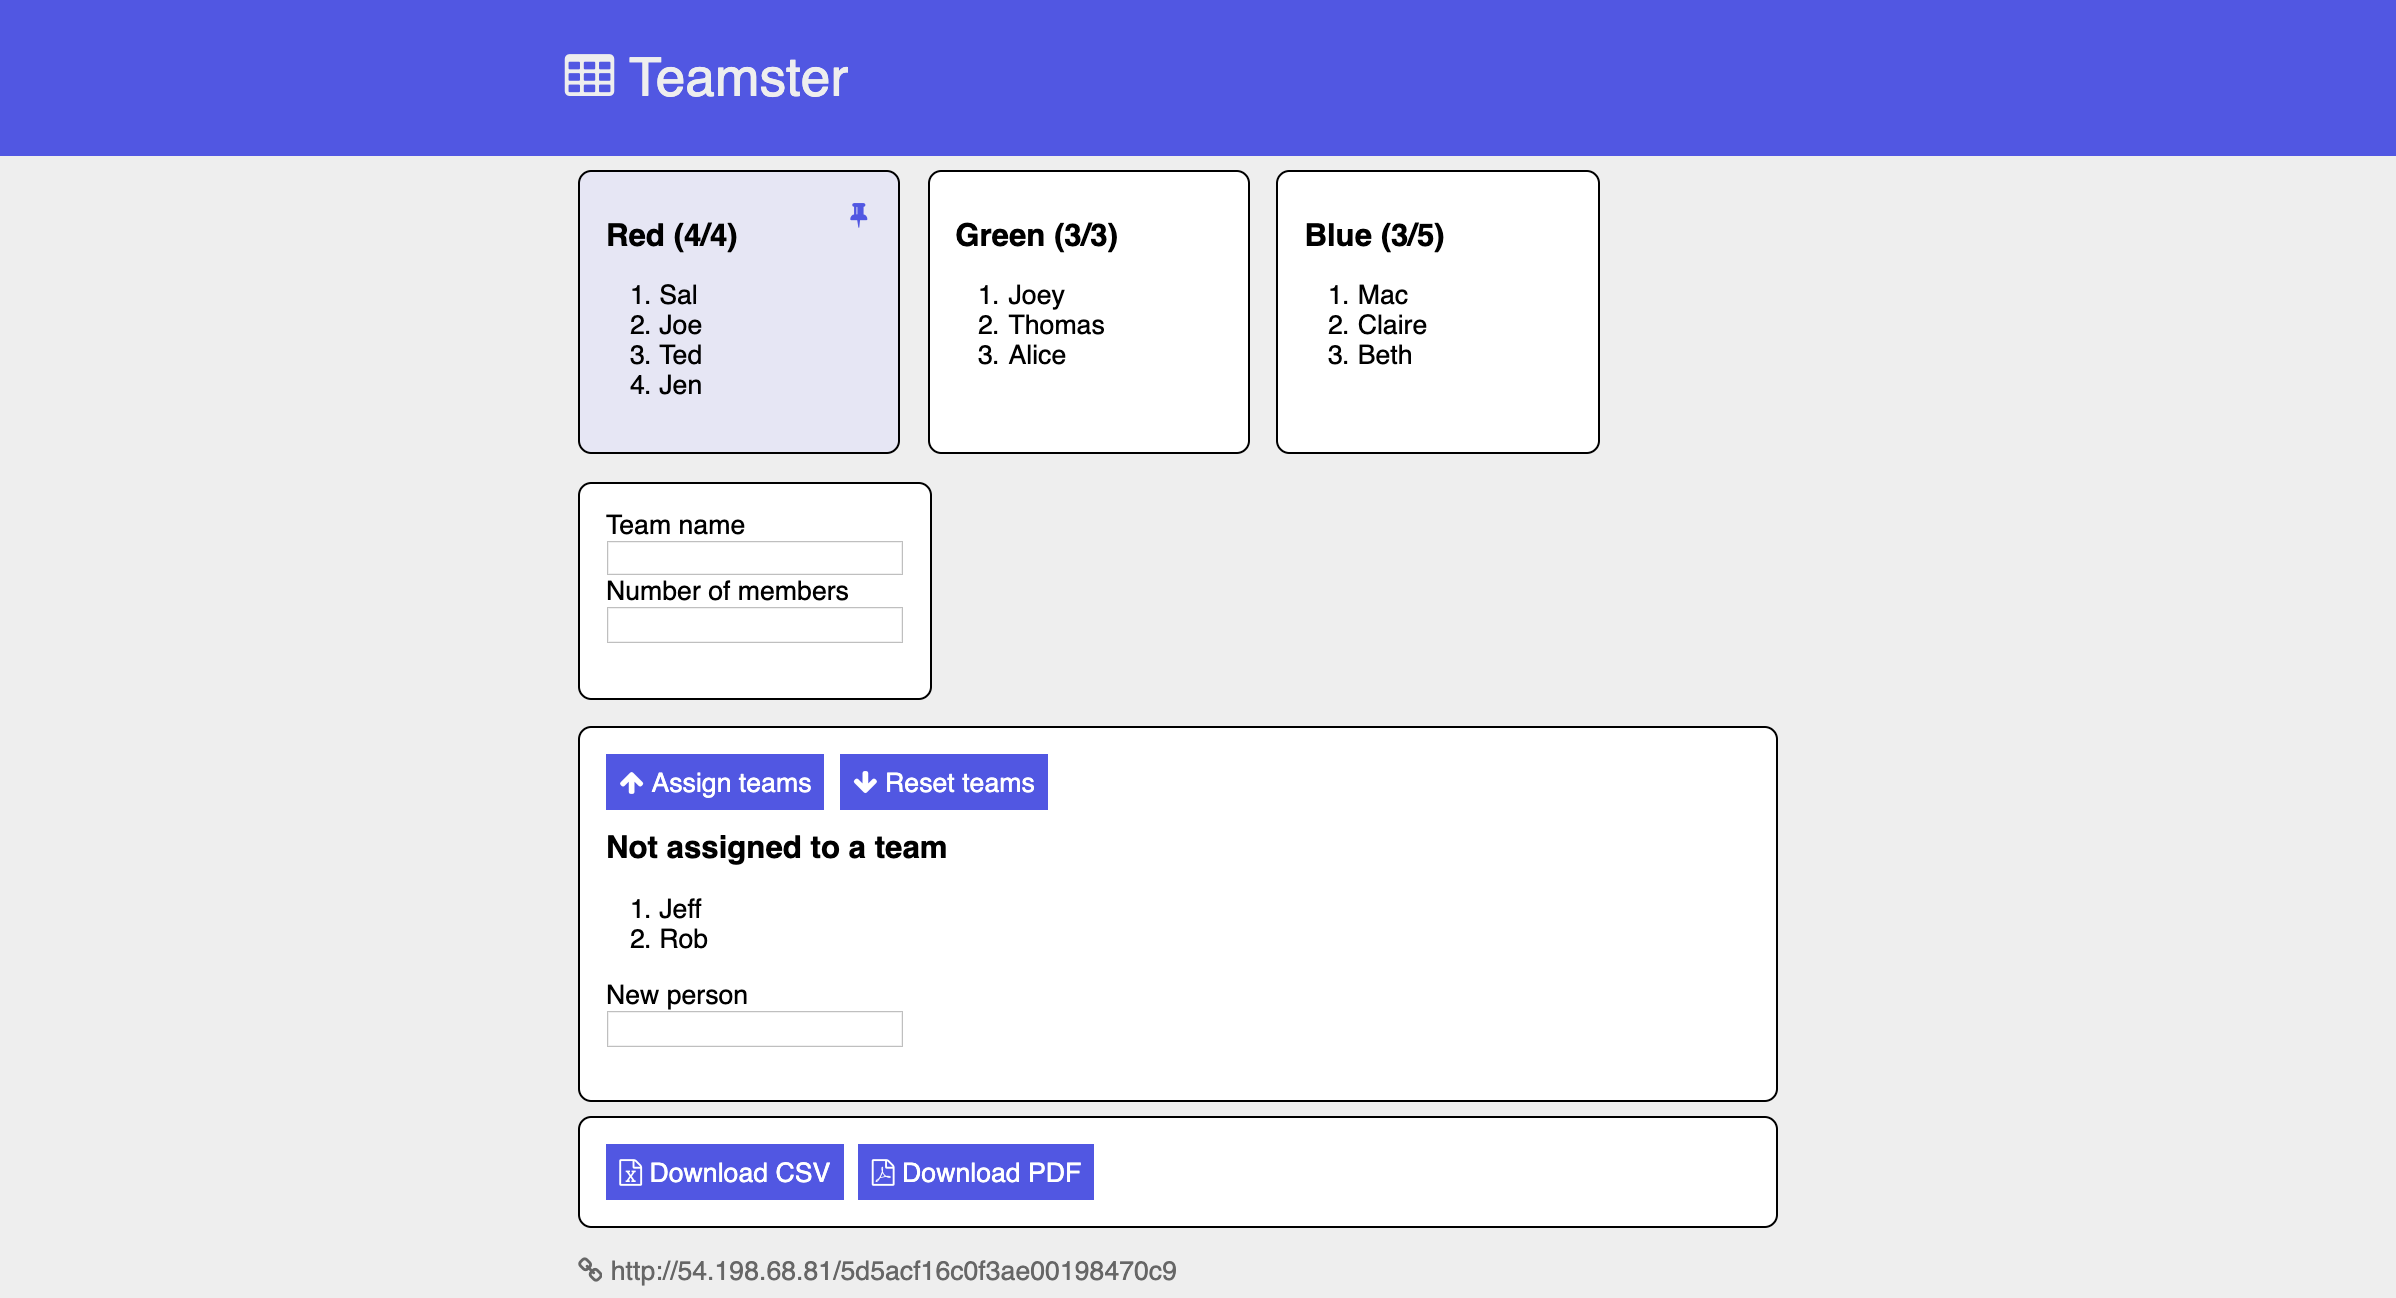 Teamster
Red (4/4)
1. Sal
2. Joe
3. Ted
4. Jen
Green (3/3)
1. Joey
2. Thomas
3. Alice
Blue (3/5)
1. Mac
2. Claire
3. Beth
Team name
Number of members
Assign teams
Reset teams
Not assigned to a team
1. Jeff
2. Rob
New person
Download CSV
Download PDF
http://54.198.68.81/5d5acf16c0f3ae00198470c9